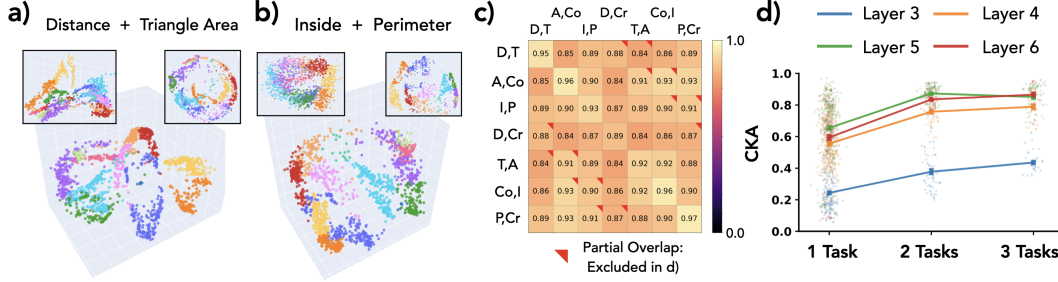 a)
Distance + Triangle Area
b)
Inside + Perimeter
c)
A,Co D,Cr Co,I
D,T I,P T,A P,Cr
D,T 0.95 0.85 0.89 0.88 0.84 0.86 0.89
A,Co 0.85 0.96 0.90 0.84 0.91 0.93 0.93
I,P 0.89 0.90 0.93 0.87 0.89 0.90 0.91
D,Cr 0.88 0.84 0.87 0.89 0.84 0.86 0.87
T,A 0.84 0.91 0.89 0.84 0.92 0.92 0.88
Co,I 0.86 0.93 0.90 0.86 0.92 0.96 0.90
P,Cr 0.89 0.93 0.91 0.87 0.88 0.90 0.97
1.0
0.0
Partial Overlap:
Excluded in d)
d)
Layer 3 Layer 4
Layer 5 Layer 6
CKA
1.0
0.8
0.6
0.4
0.2
0.0
1 Task 2 Tasks 3 Tasks